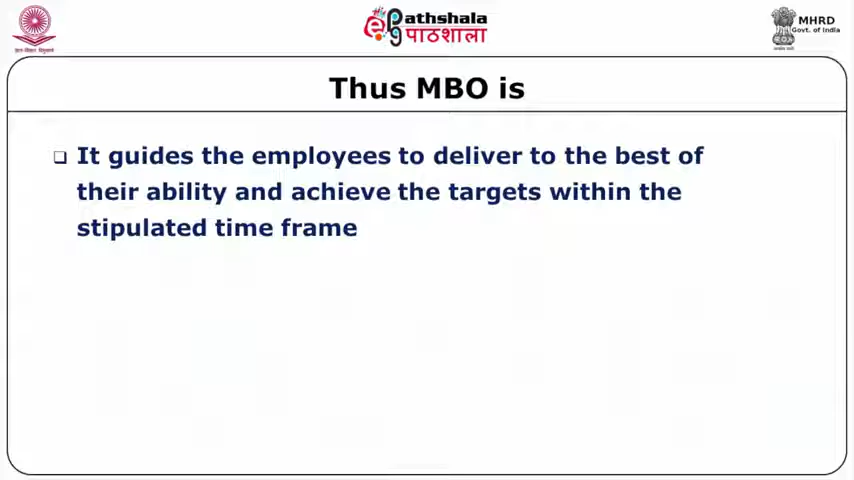 ePathshala
पाठशाला
MHRD
Govt. of India
Thus MBO is
❑ It guides the employees to deliver to the best of
their ability and achieve the targets within the
stipulated time frame